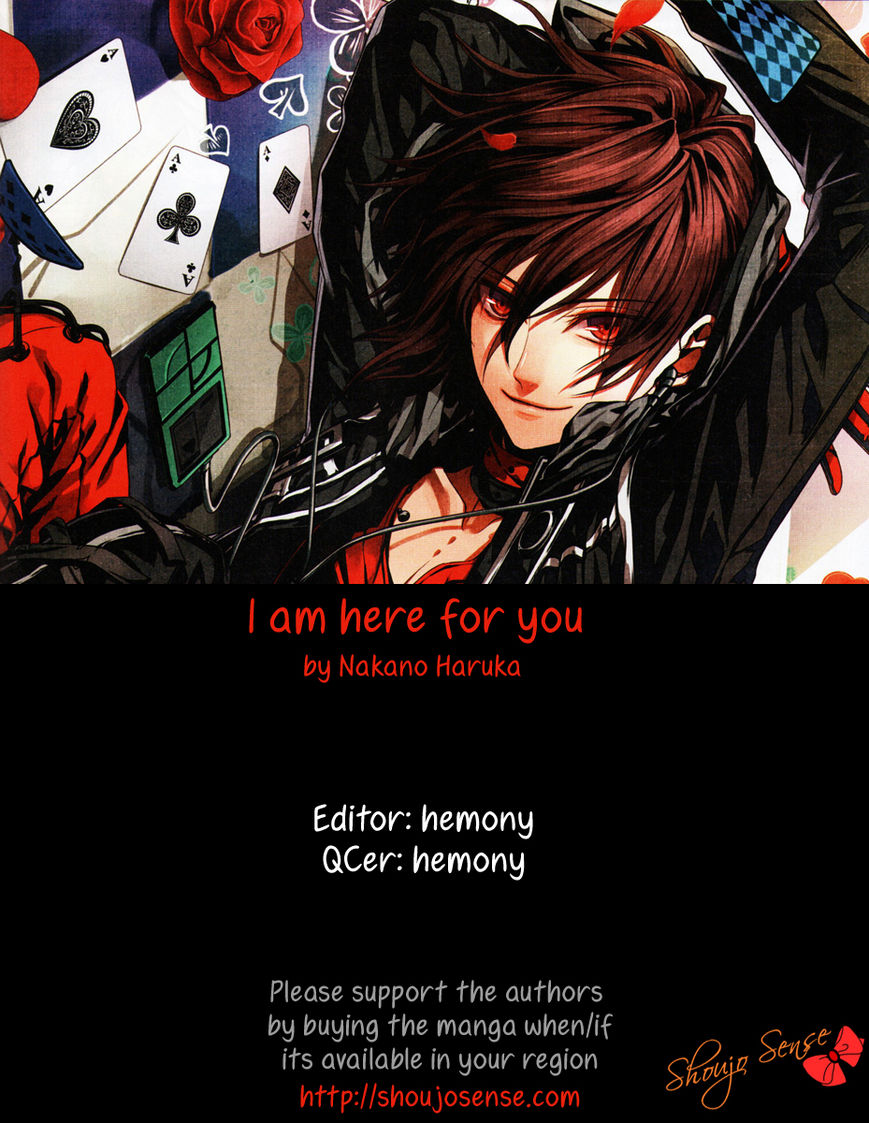 A
A
A
A
A
I am here for you
by Nakano Haruka
Editor: hemony
QCer: hemony
Please support the authors
by buying the manga when/if
its available in your region
http://shoujosense.com
Shoujo Sense